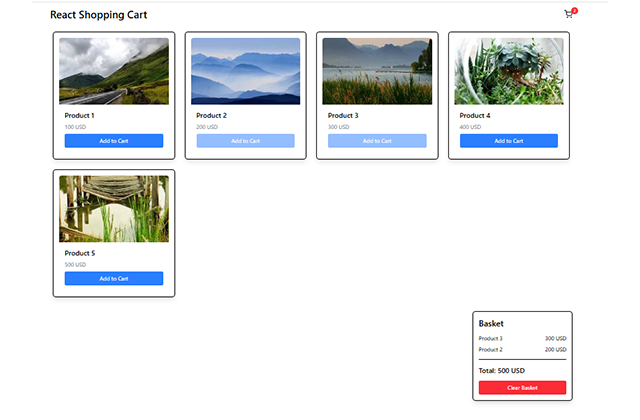 React Shopping Cart
2
Product 1
100 USD
Add to Cart
Product 2
200 USD
Add to Cart
Product 3
300 USD
Add to Cart
Product 4
400 USD
Add to Cart
Product 5
500 USD
Add to Cart
Basket
Product 3 300 USD
Product 2 200 USD
Total: 500 USD
Clear Basket